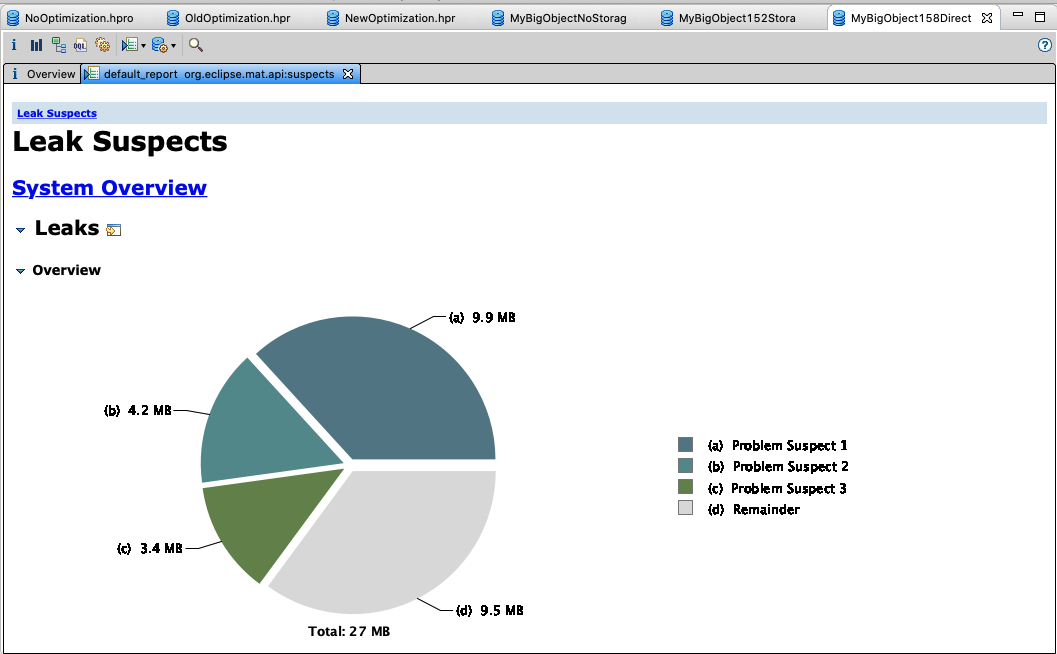 NoOptimization.hpro OldOptimization.hpr NewOptimization.hpr MyBigObjectNoStorag MyBigObject152Stora MyBigObject158Direct
i OQL ?
i Overview default_report org.eclipse.mat.api:suspects
Leak Suspects
Leak Suspects
System Overview
Leaks
Overview
(a) 9.9 MB
(b) 4.2 MB
(a) Problem Suspect 1
(b) Problem Suspect 2
(c) Problem Suspect 3
(d) Remainder
(c) 3.4 MB
(d) 9.5 MB
Total: 27 MB